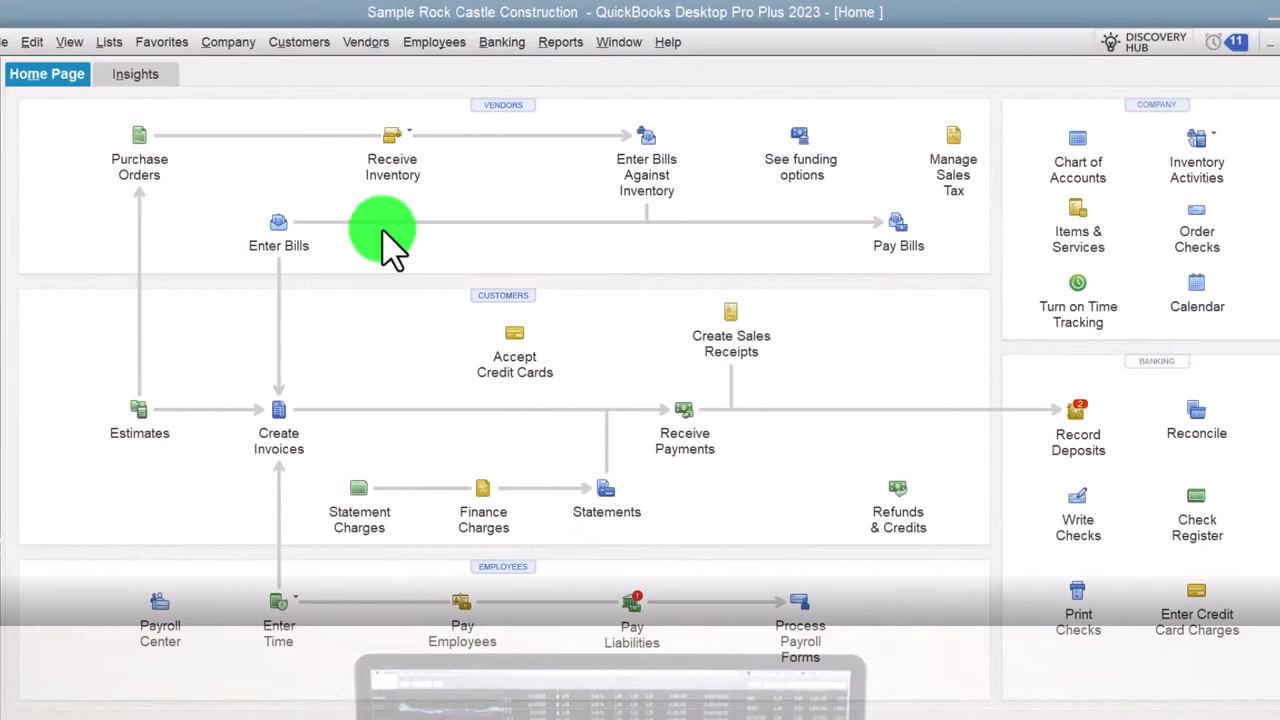 Sample Rock Castle Construction - QuickBooks Desktop Pro Plus 2023 - [Home ]
Edit View Lists Favorites Company Customers Vendors Employees Banking Reports Window Help
DISCOVERY
HUB
11
Home Page Insights
VENDORS
Purchase
Orders
Receive
Inventory
Enter Bills
Against
Inventory
See funding
options
Manage
Sales
Tax
Enter Bills
Pay Bills
CUSTOMERS
Accept
Credit Cards
Create Sales
Receipts
Estimates
Create
Invoices
Receive
Payments
Statement
Charges
Finance
Charges
Statements
Refunds
& Credits
EMPLOYEES
Payroll
Center
Enter
Time
Pay
Employees
Pay
Liabilities
Process
Payroll
Forms
COMPANY
Chart of
Accounts
Inventory
Activities
Items &
Services
Order
Checks
Turn on Time
Tracking
Calendar
BANKING
2
Record
Deposits
Reconcile
Write
Checks
Check
Register
Print
Checks
Enter Credit
Card Charges